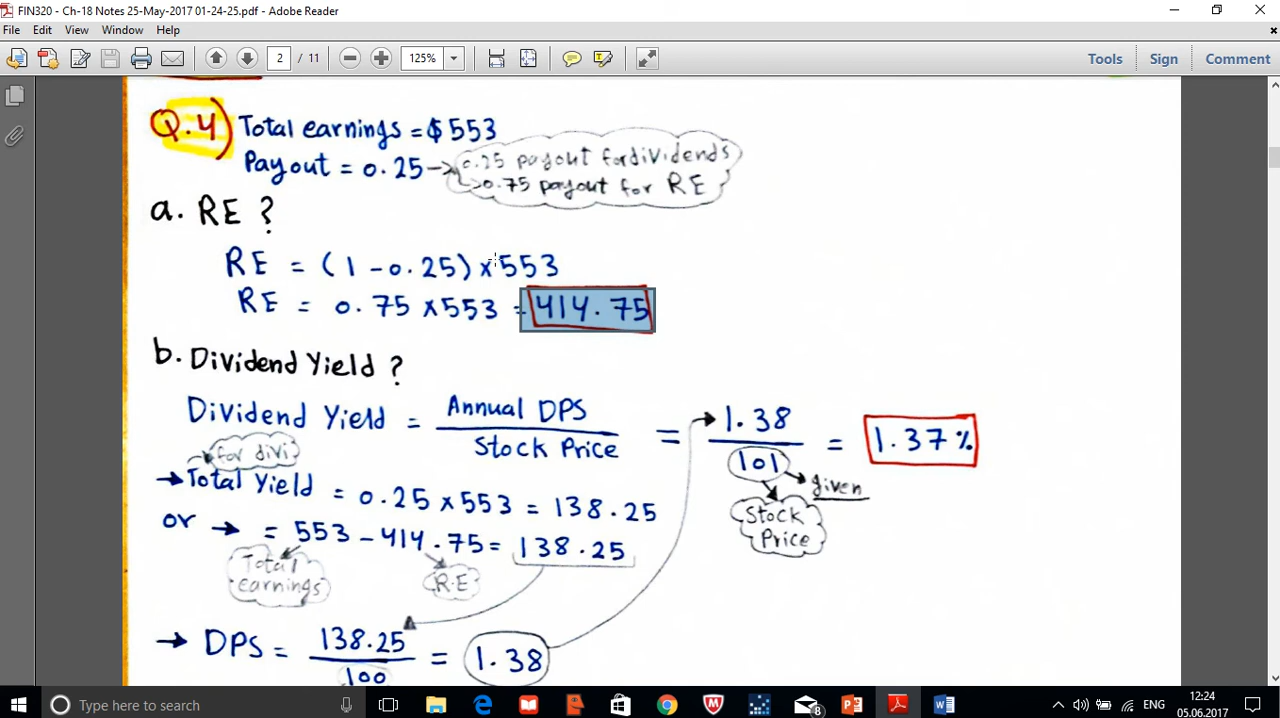 FIN320 - Ch-18 Notes 25-May-2017 01-24-25.pdf - Adobe Reader
File Edit View Window Help
2 / 11 125% Tools Sign Comment
Q.4) Total earnings = $553
Payout = 0.25 → 0.25 payout for dividends
→ 0.75 payout for RE
a. RE ?
RE = (1 - 0.25) × 553
RE = 0.75 × 553 = 414.75
b. Dividend Yield ?
Dividend Yield = Annual DPS / Stock Price = 1.38 / 101 = 1.37 %
for divi
given
Stock Price
→ Total Yield = 0.25 × 553 = 138.25
or → = 553 - 414.75 = 138.25
Total earnings
R.E
→ DPS = 138.25 / 100 = 1.38
Type here to search
8
ENG
12:24
05.06.2017